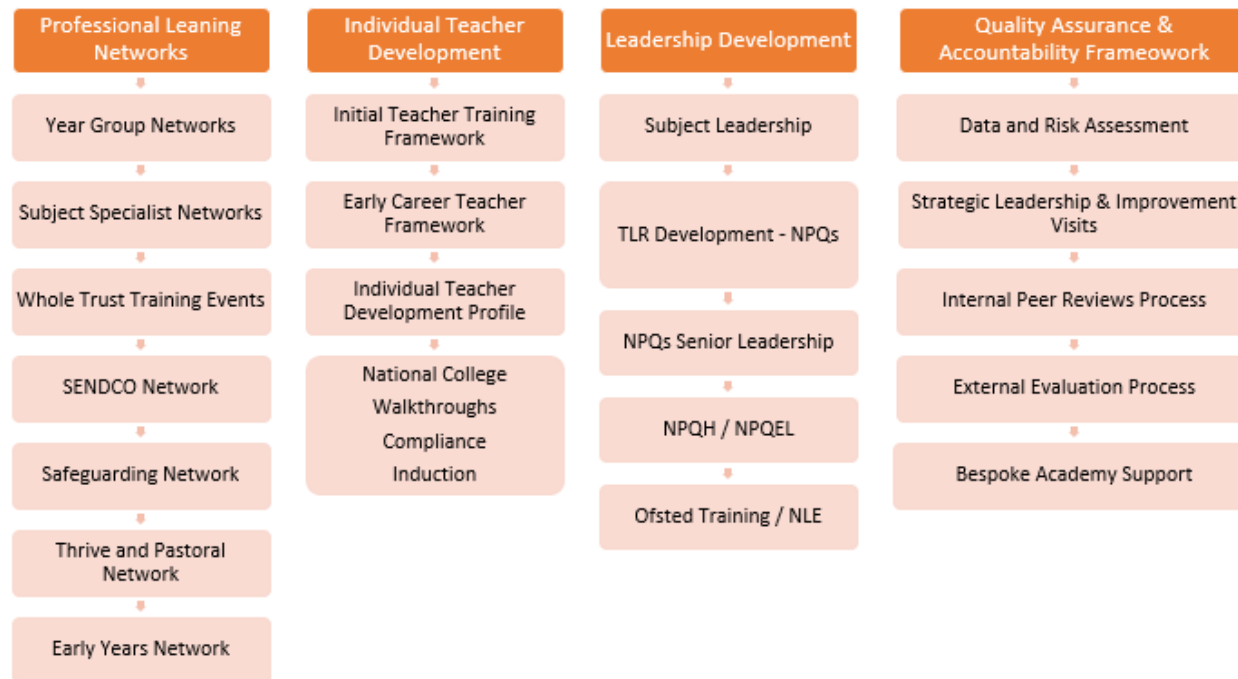 Professional Leaning
Networks
Year Group Networks
Subject Specialist Networks
Whole Trust Training Events
SENDCO Network
Safeguarding Network
Thrive and Pastoral
Network
Early Years Network
Individual Teacher
Development
Initial Teacher Training
Framework
Early Career Teacher
Framework
Individual Teacher
Development Profile
National College
Walkthroughs
Compliance
Induction
Leadership Development
Subject Leadership
TLR Development - NPQs
NPQs Senior Leadership
NPQH / NPQEL
Ofsted Training / NLE
Quality Assurance &
Accountability Frameowork
Data and Risk Assessment
Strategic Leadership & Improvement
Visits
Internal Peer Reviews Process
External Evaluation Process
Bespoke Academy Support